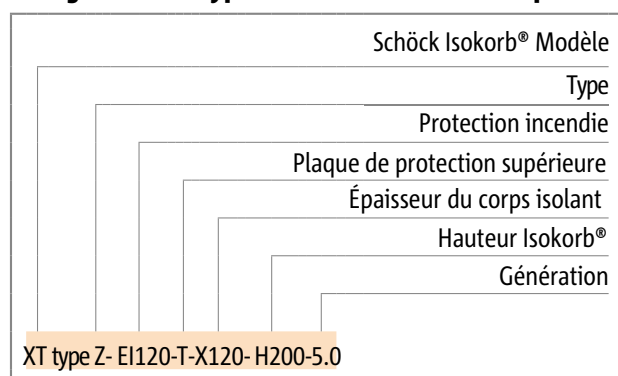 Schöck Isokorb® Modèle
Type
Protection incendie
Plaque de protection supérieure
Épaisseur du corps isolant
Hauteur Isokorb®
Génération
XT type Z- EI120-T-X120- H200-5.0